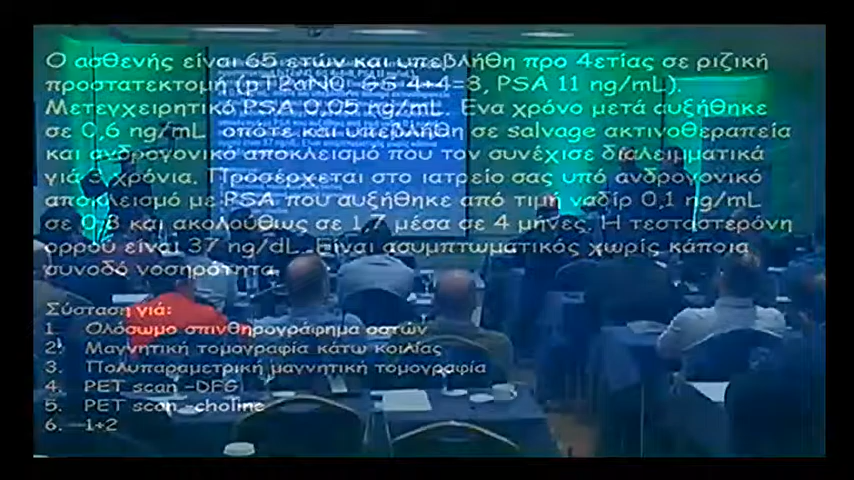 Ο ασθενής είναι 65 ετών και υπεβλήθη προ 4ετίας σε ριζική
προστατεκτομή (pT2aN0, GS 4+4=8, PSA 11 ng/mL).
Μετεγχειρητικό PSA 0,05 ng/mL. Ένα χρόνο μετά αυξήθηκε
σε 0,6 ng/mL, οπότε και υπεβλήθη σε salvage ακτινοθεραπεία
και ανδρογονικό αποκλεισμό που τον συνέχισε διαλειμματικά
γιά 3 χρόνια. Προσέρχεται στο ιατρείο σας υπό ανδρογονικό
αποκλεισμό με PSA που αυξήθηκε από τιμή ναδίρ 0,1 ng/mL
σε 0,8 και ακολούθως σε 1,7 μέσα σε 4 μήνες. Η τεστοστερόνη
ορρού είναι 37 ng/dL. Είναι ασυμπτωματικός χωρίς κάποια
συνοδό νοσηρότητα.
Σύσταση γιά:
1. Ολόσωμο σπινθηρογράφημα οστών
2. Μαγνητική τομογραφία κάτω κοιλίας
3. Πολυπαραμετρική μαγνητική τομογραφία
4. PET scan -DFG
5. PET scan -choline
6. 1+2